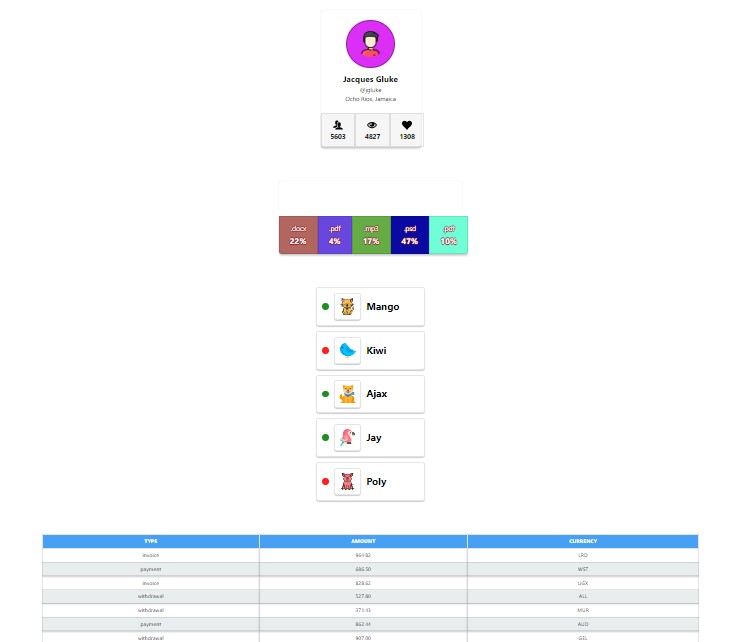 Jacques Gluke
@jgluke
Ocho Rios, Jamaica
5603 4827 1308
.docx .pdf .mp3 .psd .pdf
22% 4% 17% 47% 10%
Mango
Kiwi
Ajax
Jay
Poly
TYPE AMOUNT CURRENCY
invoice 964.82 LRD
payment 686.50 WST
invoice 828.62 UGX
withdrawal 527.80 ALL
withdrawal 371.43 MUR
payment 862.44 AUD
withdrawal 907.00 GEL